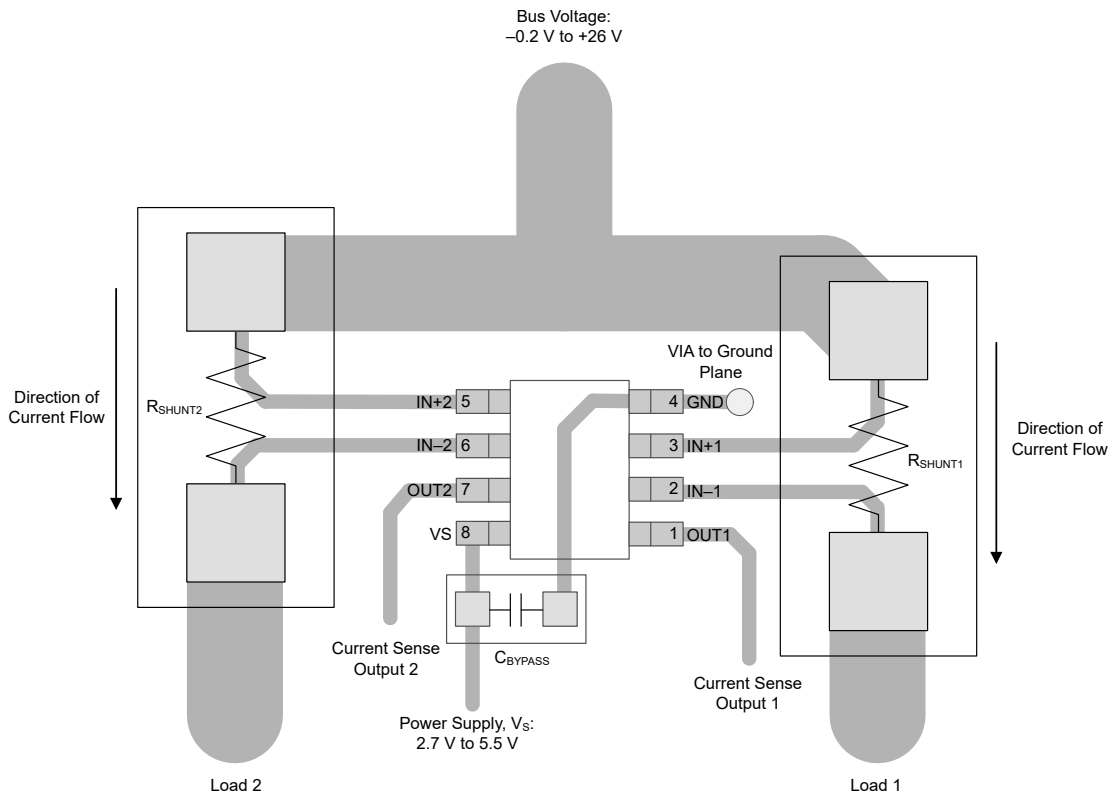 Bus Voltage:
–0.2 V to +26 V
VIA to Ground
Plane
Direction of
Current Flow
RSHUNT2
IN+2 5
4 GND
IN–2 6
3 IN+1
OUT2 7
2 IN–1
VS 8
1 OUT1
RSHUNT1
Direction of
Current Flow
CBYPASS
Current Sense
Output 2
Current Sense
Output 1
Power Supply, VS:
2.7 V to 5.5 V
Load 2
Load 1